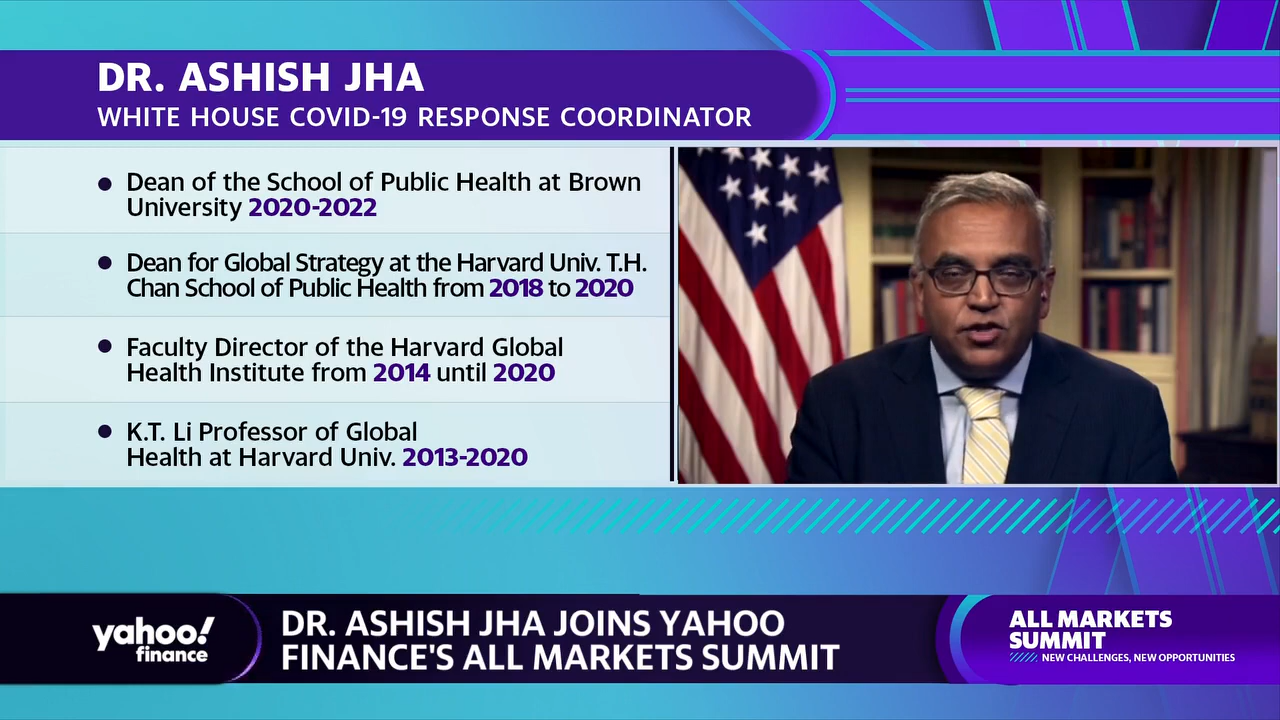 DR. ASHISH JHA
WHITE HOUSE COVID-19 RESPONSE COORDINATOR
Dean of the School of Public Health at Brown
University 2020-2022
Dean for Global Strategy at the Harvard Univ. T.H.
Chan School of Public Health from 2018 to 2020
Faculty Director of the Harvard Global
Health Institute from 2014 until 2020
K.T. Li Professor of Global
Health at Harvard Univ. 2013-2020
yahoo!
finance
DR. ASHISH JHA JOINS YAHOO
FINANCE'S ALL MARKETS SUMMIT
ALL MARKETS
SUMMIT
NEW CHALLENGES, NEW OPPORTUNITIES